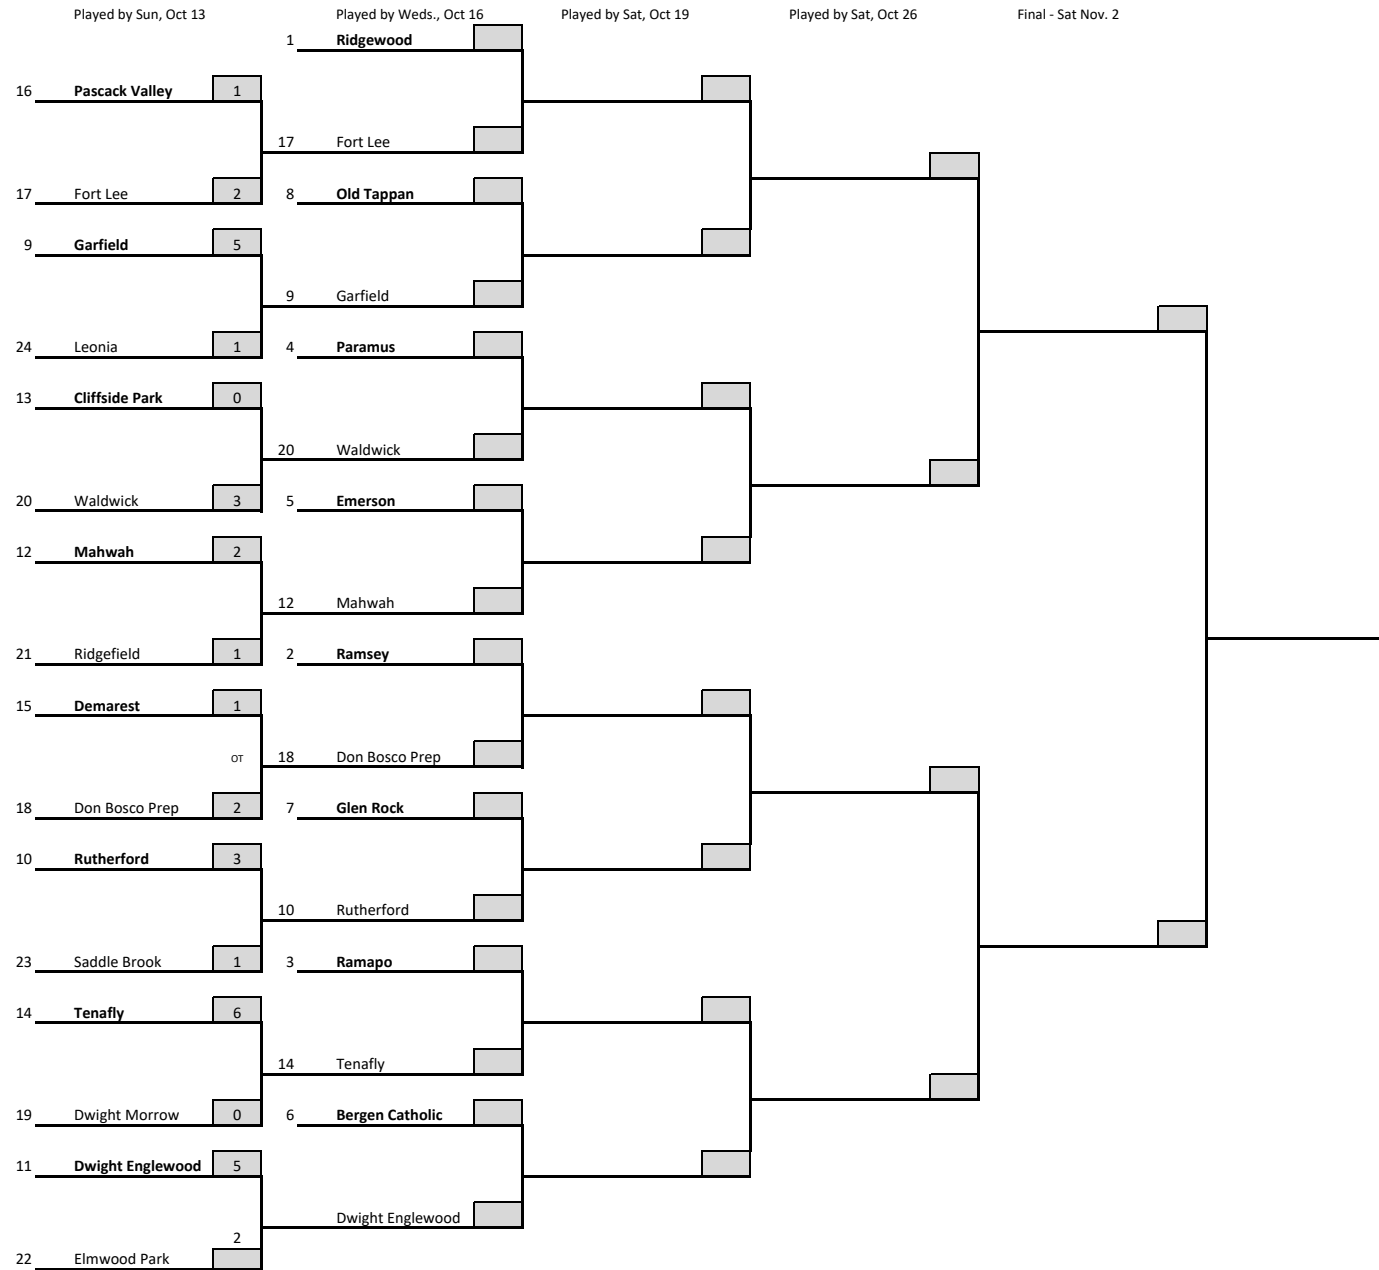 Played by Sun, Oct 13 Played by Weds., Oct 16 Played by Sat, Oct 19 Played by Sat, Oct 26 Final - Sat Nov. 2
1 Ridgewood
16 Pascack Valley 1
17 Fort Lee
17 Fort Lee 2 8 Old Tappan
9 Garfield 5
9 Garfield
24 Leonia 1 4 Paramus
13 Cliffside Park 0
20 Waldwick
20 Waldwick 3 5 Emerson
12 Mahwah 2
12 Mahwah
21 Ridgefield 1 2 Ramsey
15 Demarest 1
OT 18 Don Bosco Prep
18 Don Bosco Prep 2 7 Glen Rock
10 Rutherford 3
10 Rutherford
23 Saddle Brook 1 3 Ramapo
14 Tenafly 6
14 Tenafly
19 Dwight Morrow 0 6 Bergen Catholic
11 Dwight Englewood 5
Dwight Englewood
2
22 Elmwood Park